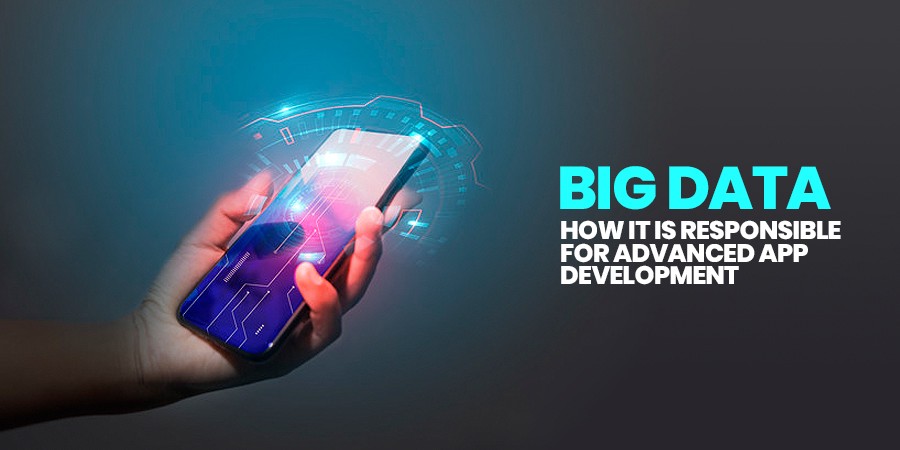 BIG DATA
HOW IT IS RESPONSIBLE
FOR ADVANCED APP
DEVELOPMENT